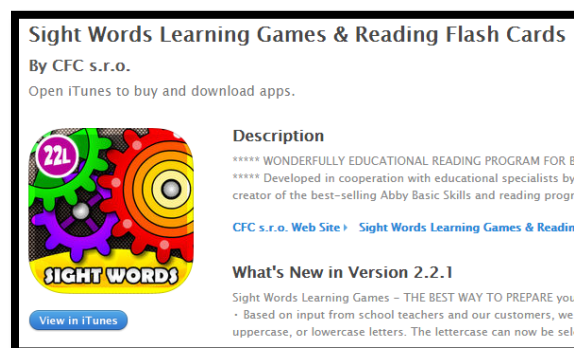 Sight Words Learning Games & Reading Flash Cards
By CFC s.r.o.
Open iTunes to buy and download apps.
22L
SIGHT WORDS
View in iTunes
Description
***** WONDERFULLY EDUCATIONAL READING PROGRAM FOR
***** Developed in cooperation with educational specialists by
creator of the best-selling Abby Basic Skills and reading
CFC s.r.o. Web Site Sight Words Learning Games &
What's New in Version 2.2.1
Sight Words Learning Games – THE BEST WAY TO PREPARE
• Based on input from school teachers and our customers, we
uppercase, or lowercase letters. The lettercase can now be